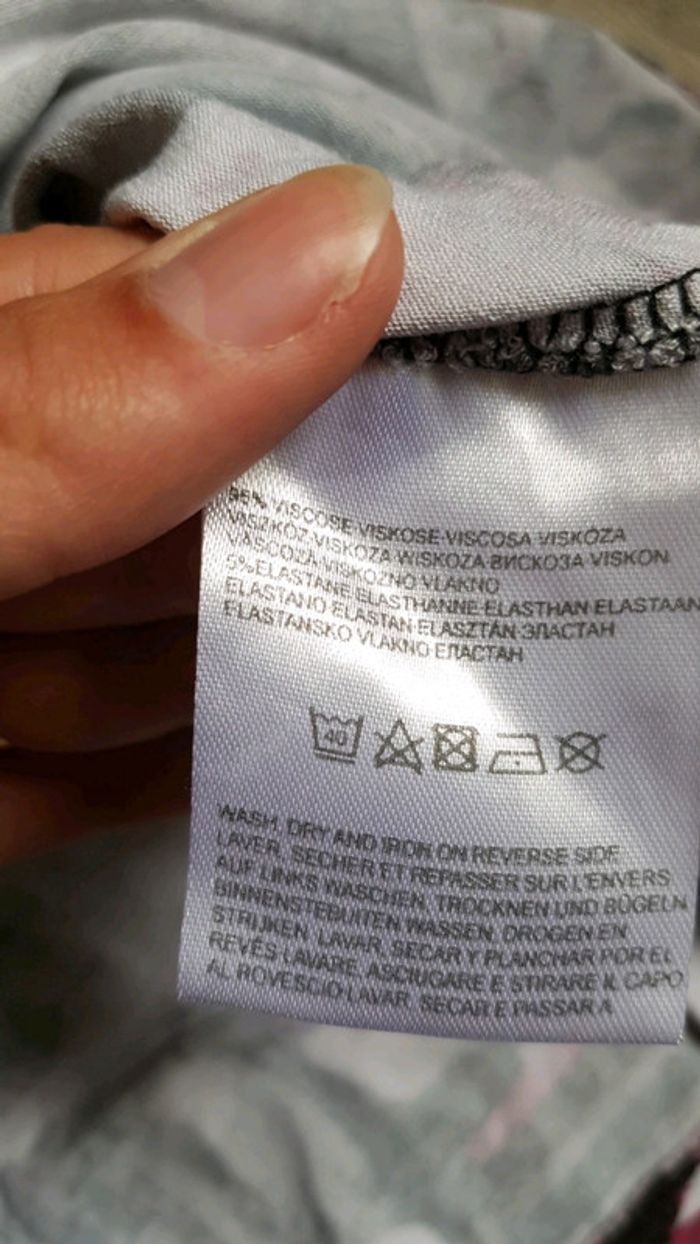 95% VISCOSE VISKOSE VISCOSA VISKOZA
VISZKÓZ VISKOZA WISKOZA ВИСКОЗА VISKON
VÂSCOZĂ VISKOZNO VLAKNO
5% ELASTANE ELASTHANNE ELASTHAN ELASTAAN
ELASTANO ELASTAN ELASZTÁN ЭЛАСТАН
ELASTANSKO VLAKNO ЕЛАСТАН
40
WASH, DRY AND IRON ON REVERSE SIDE
LAVER, SECHER ET REPASSER SUR L'ENVERS
AUF LINKS WASCHEN, TROCKNEN UND BÜGELN
BINNENSTEBUITEN WASSEN, DROGEN EN
STRIJKEN, LAVAR, SECAR Y PLANCHAR POR EL
REVÉS LAVARE, ASCIUGARE E STIRARE IL CAPO
AL ROVESCIO LAVAR, SECAR E PASSAR A